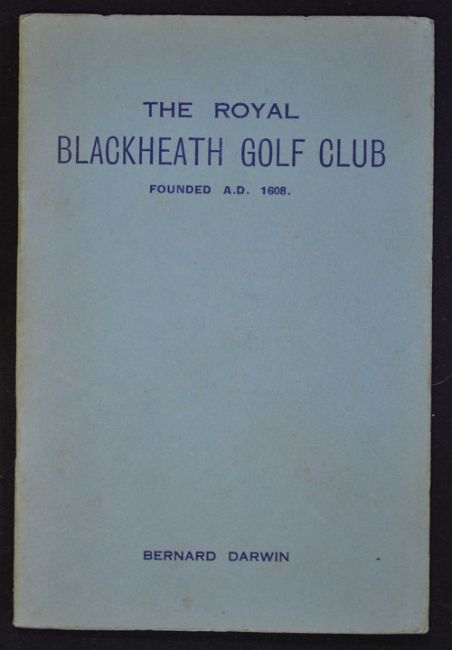 THE ROYAL
BLACKHEATH GOLF CLUB
FOUNDED A.D. 1608.
BERNARD DARWIN